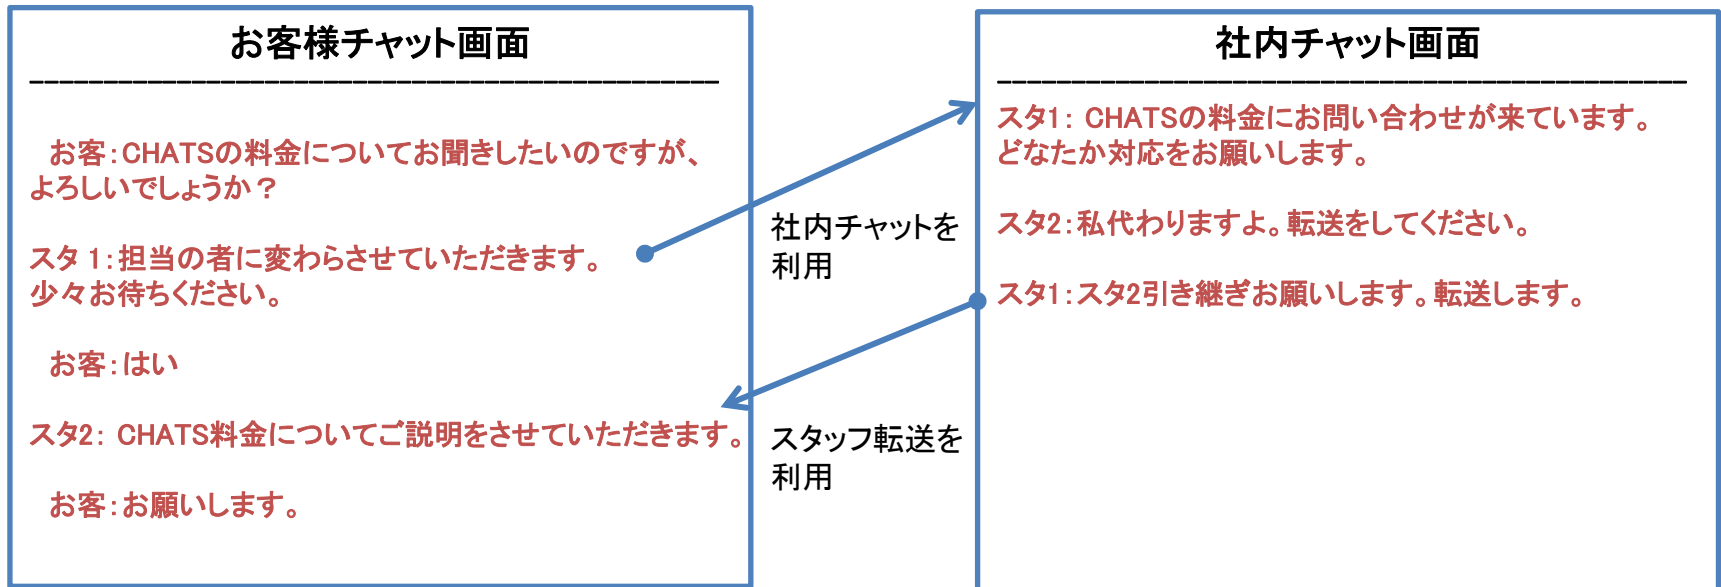 お客様チャット画面
------------------------------------------------
お客：CHATSの料金についてお聞きしたいのですが、
よろしいでしょうか？
スタ 1：担当の者に変わらさせていただきます。
少々お待ちください。
お客：はい
スタ2： CHATS料金についてご説明をさせていただきます。
お客：お願いします。
社内チャットを
利用
スタッフ転送を
利用
社内チャット画面
------------------------------------------------
スタ1： CHATSの料金にお問い合わせが来ています。
どなたか対応をお願いします。
スタ2：私代わりますよ。転送をしてください。
スタ1：スタ2引き継ぎお願いします。転送します。